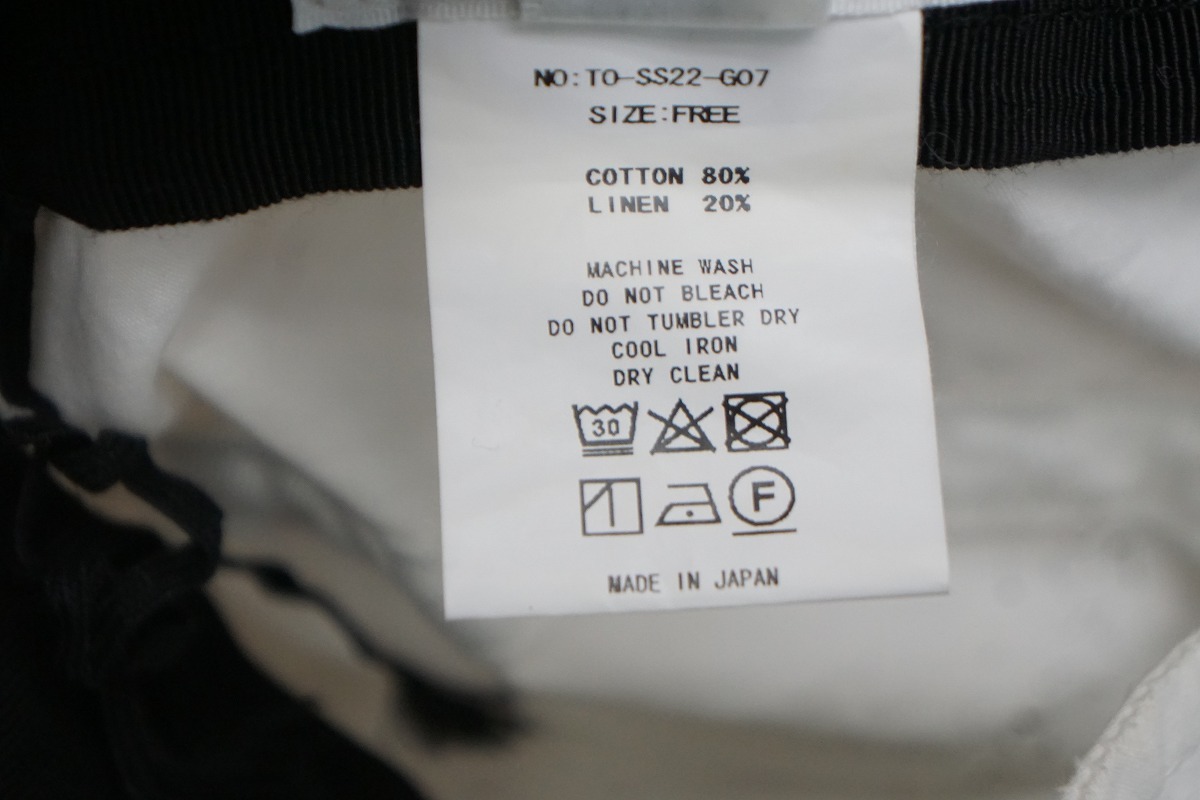 NO:TO-SS22-G07
SIZE:FREE
COTTON 80%
LINEN 20%
MACHINE WASH
DO NOT BLEACH
DO NOT TUMBLER DRY
COOL IRON
DRY CLEAN
30
F
MADE IN JAPAN